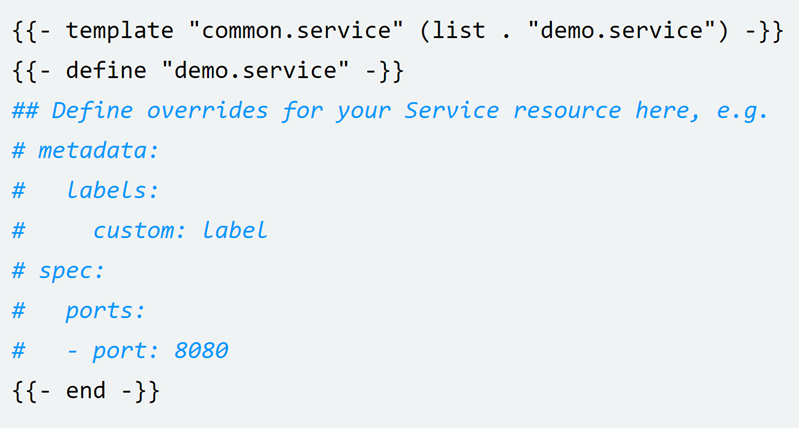 {{- template "common.service" (list . "demo.service") -}}
{{- define "demo.service" -}}
## Define overrides for your Service resource here, e.g.
# metadata:
#   labels:
#     custom: label
# spec:
#   ports:
#   - port: 8080
{{- end -}}